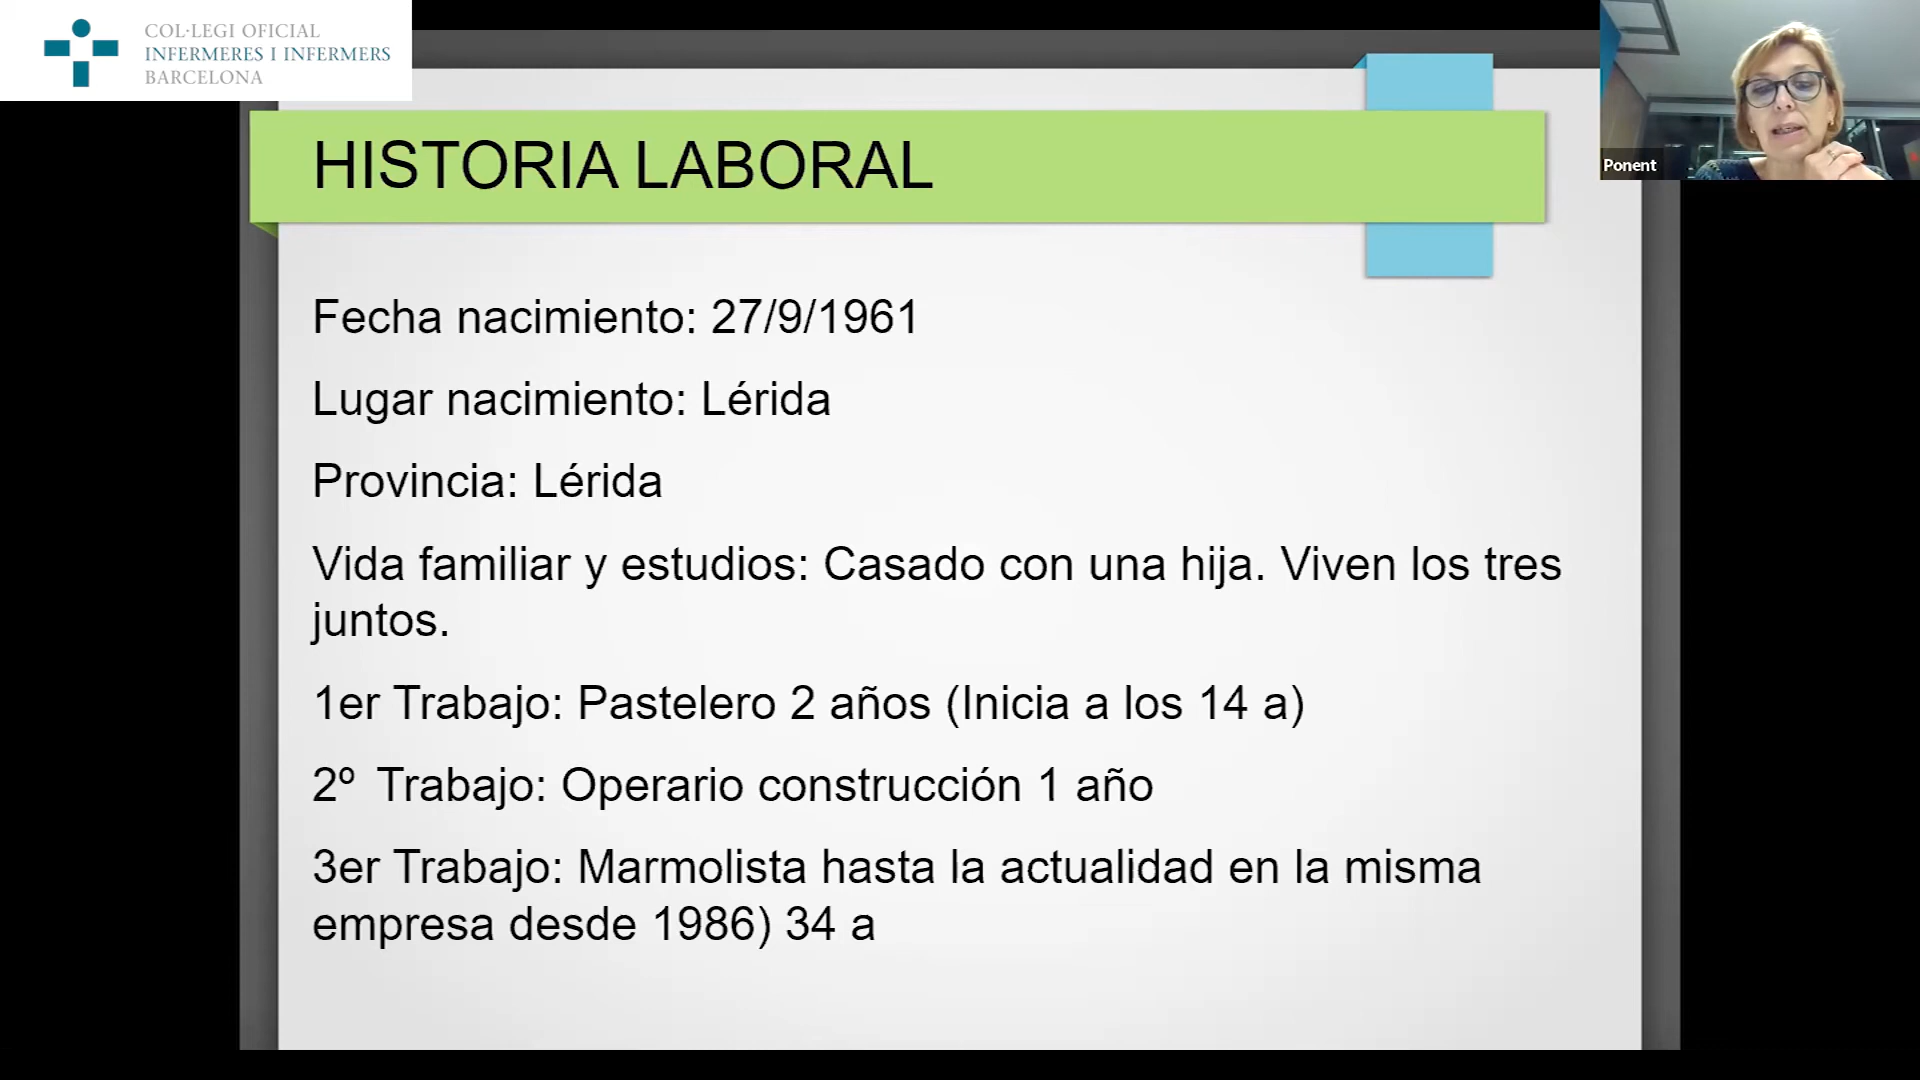 COL·LEGI OFICIAL
INFERMERES I INFERMERS
BARCELONA
Ponent
HISTORIA LABORAL
Fecha nacimiento: 27/9/1961
Lugar nacimiento: Lérida
Provincia: Lérida
Vida familiar y estudios: Casado con una hija. Viven los tres
juntos.
1er Trabajo: Pastelero 2 años (Inicia a los 14 a)
2º Trabajo: Operario construcción 1 año
3er Trabajo: Marmolista hasta la actualidad en la misma
empresa desde 1986) 34 a